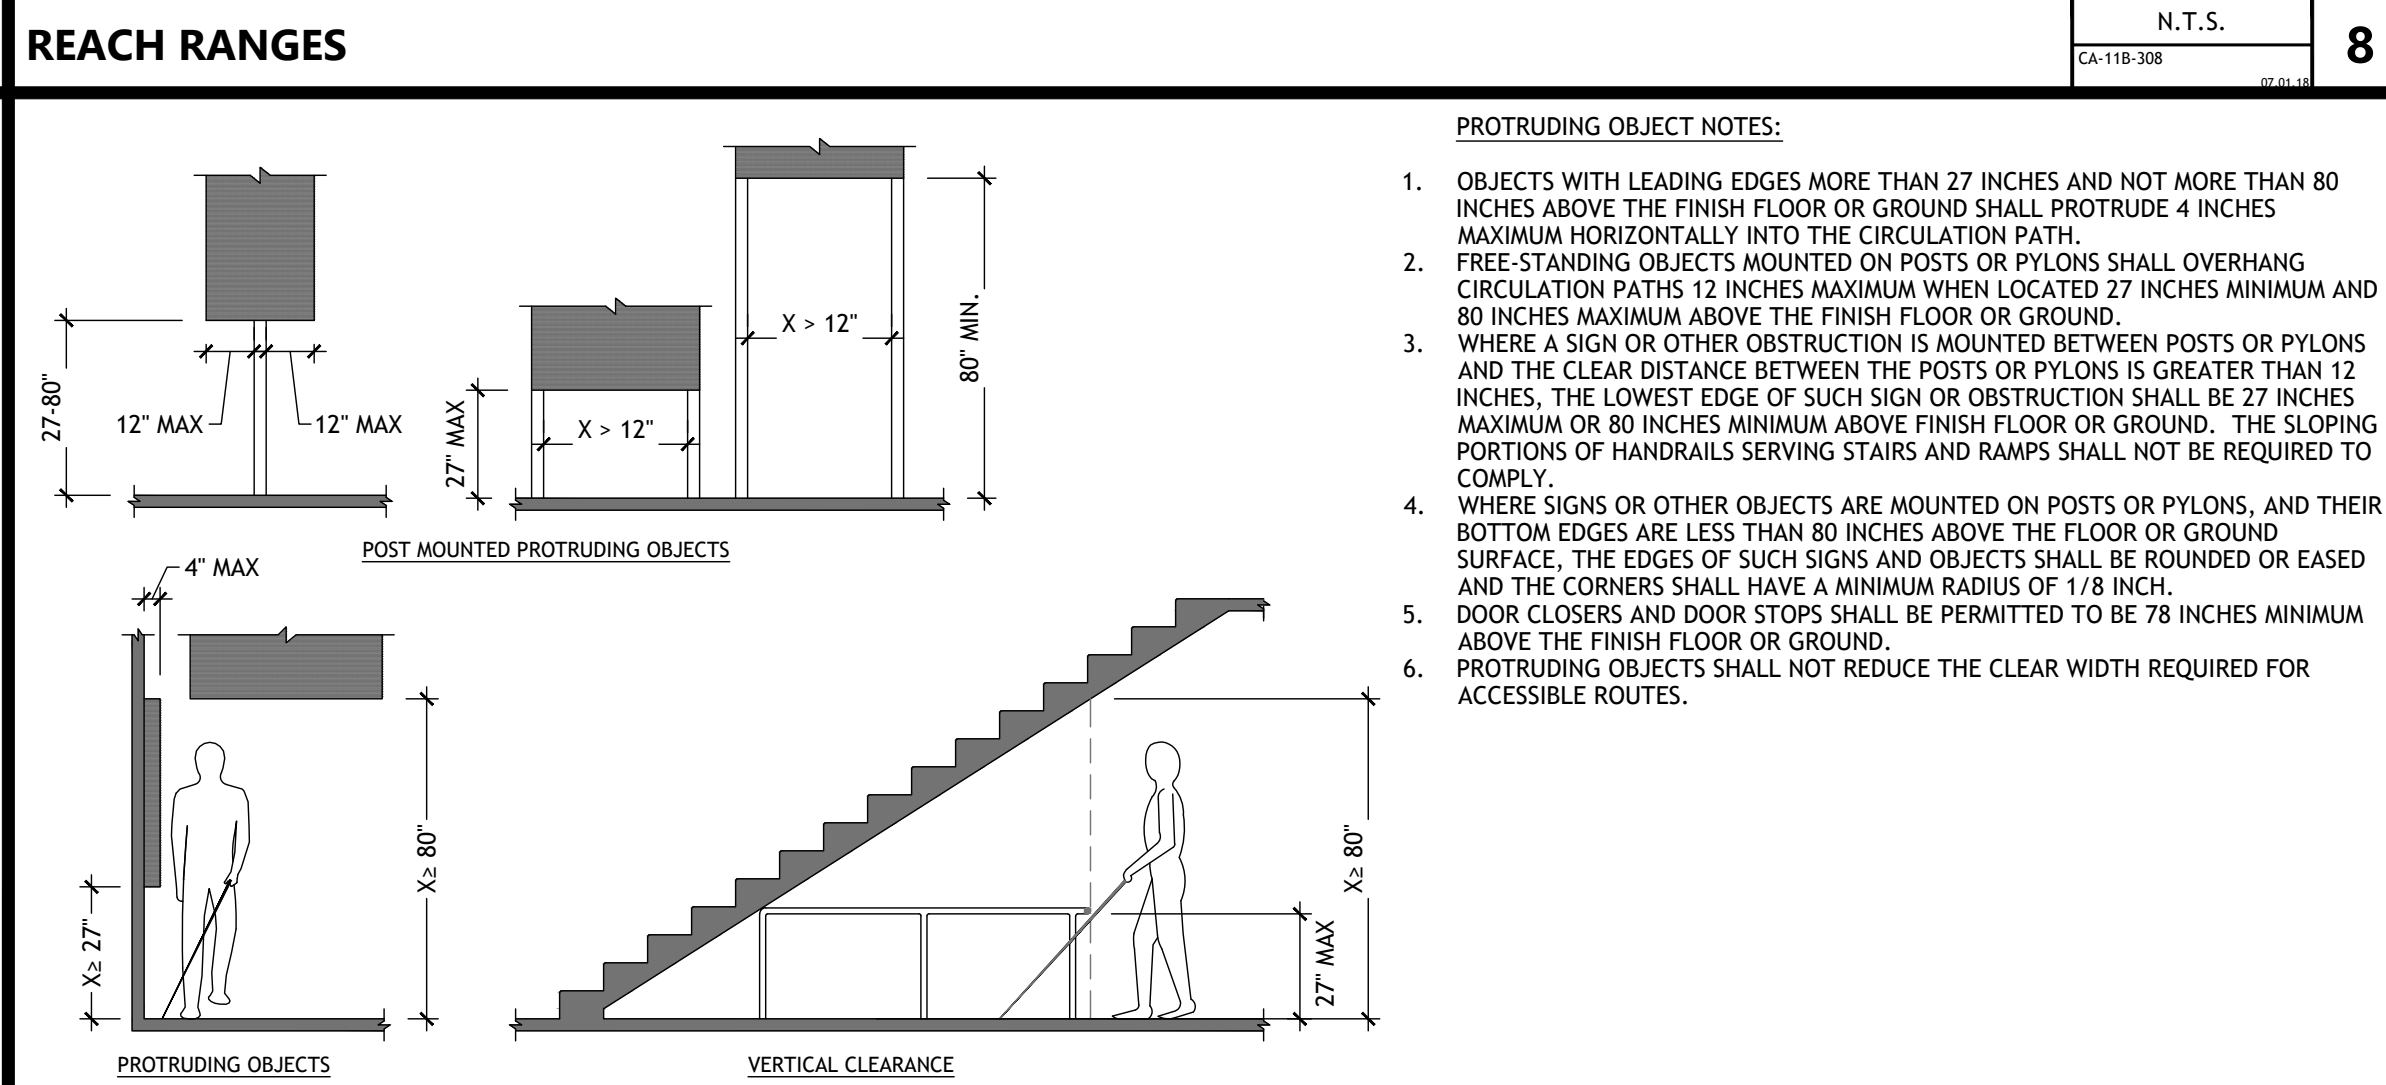 REACH RANGES
N.T.S.
CA-11B-308
07.01.18
8
27-80"
12" MAX
12" MAX
27" MAX
X > 12"
X > 12"
80" MIN.
POST MOUNTED PROTRUDING OBJECTS
4" MAX
X≥ 27"
X≥ 80"
PROTRUDING OBJECTS
X≥ 80"
27" MAX
VERTICAL CLEARANCE
PROTRUDING OBJECT NOTES:
1. OBJECTS WITH LEADING EDGES MORE THAN 27 INCHES AND NOT MORE THAN 80
INCHES ABOVE THE FINISH FLOOR OR GROUND SHALL PROTRUDE 4 INCHES
MAXIMUM HORIZONTALLY INTO THE CIRCULATION PATH.
2. FREE-STANDING OBJECTS MOUNTED ON POSTS OR PYLONS SHALL OVERHANG
CIRCULATION PATHS 12 INCHES MAXIMUM WHEN LOCATED 27 INCHES MINIMUM AND
80 INCHES MAXIMUM ABOVE THE FINISH FLOOR OR GROUND.
3. WHERE A SIGN OR OTHER OBSTRUCTION IS MOUNTED BETWEEN POSTS OR PYLONS
AND THE CLEAR DISTANCE BETWEEN THE POSTS OR PYLONS IS GREATER THAN 12
INCHES, THE LOWEST EDGE OF SUCH SIGN OR OBSTRUCTION SHALL BE 27 INCHES
MAXIMUM OR 80 INCHES MINIMUM ABOVE FINISH FLOOR OR GROUND. THE SLOPING
PORTIONS OF HANDRAILS SERVING STAIRS AND RAMPS SHALL NOT BE REQUIRED TO
COMPLY.
4. WHERE SIGNS OR OTHER OBJECTS ARE MOUNTED ON POSTS OR PYLONS, AND THEIR
BOTTOM EDGES ARE LESS THAN 80 INCHES ABOVE THE FLOOR OR GROUND
SURFACE, THE EDGES OF SUCH SIGNS AND OBJECTS SHALL BE ROUNDED OR EASED
AND THE CORNERS SHALL HAVE A MINIMUM RADIUS OF 1/8 INCH.
5. DOOR CLOSERS AND DOOR STOPS SHALL BE PERMITTED TO BE 78 INCHES MINIMUM
ABOVE THE FINISH FLOOR OR GROUND.
6. PROTRUDING OBJECTS SHALL NOT REDUCE THE CLEAR WIDTH REQUIRED FOR
ACCESSIBLE ROUTES.